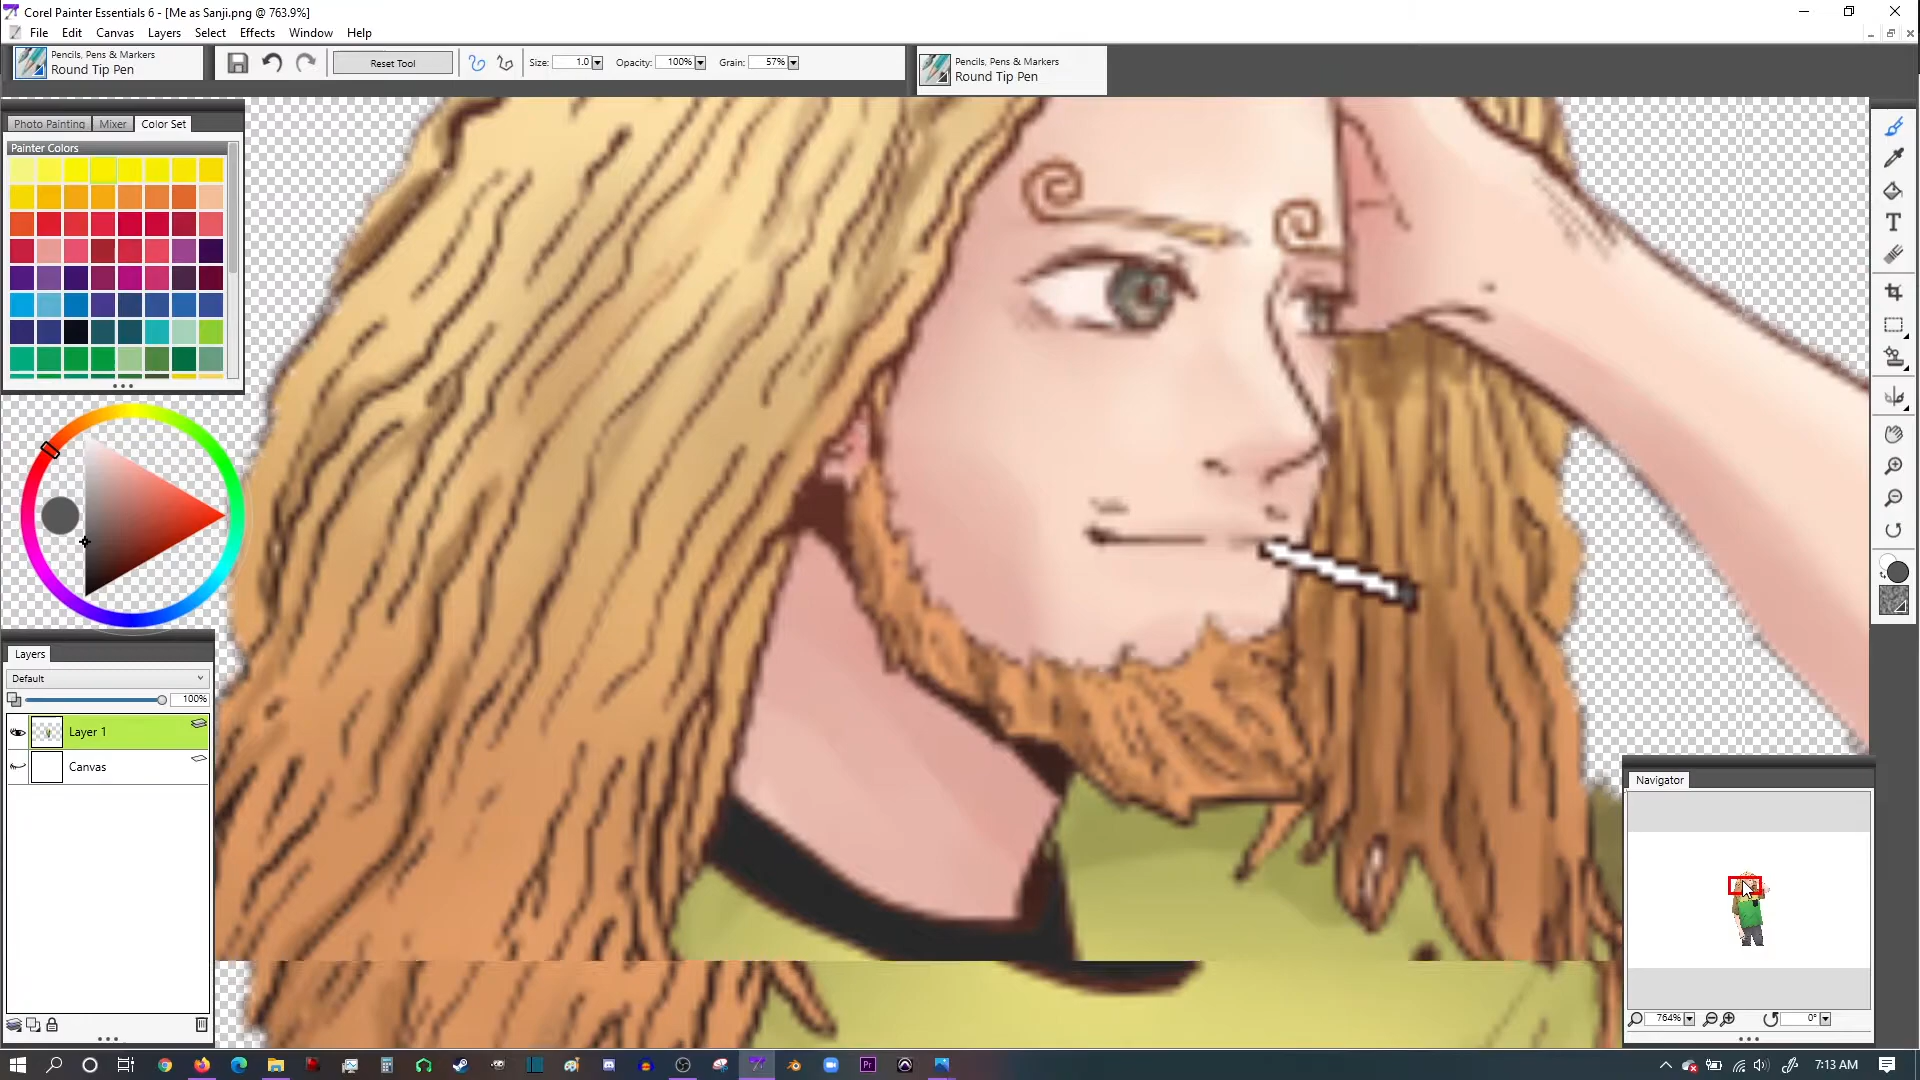 Corel Painter Essentials 6 - [Me as Sanji.png @ 763.9%]
File Edit Canvas Layers Select Effects Window Help
Pencils, Pens & Markers
Round Tip Pen
Reset Tool
Size: 1.0
Opacity: 100%
Grain: 57%
Pencils, Pens & Markers
Round Tip Pen
Photo Painting Mixer Color Set
Painter Colors
Layers
Default
100%
Layer 1
Canvas
Navigator
764%
0°
7:13 AM